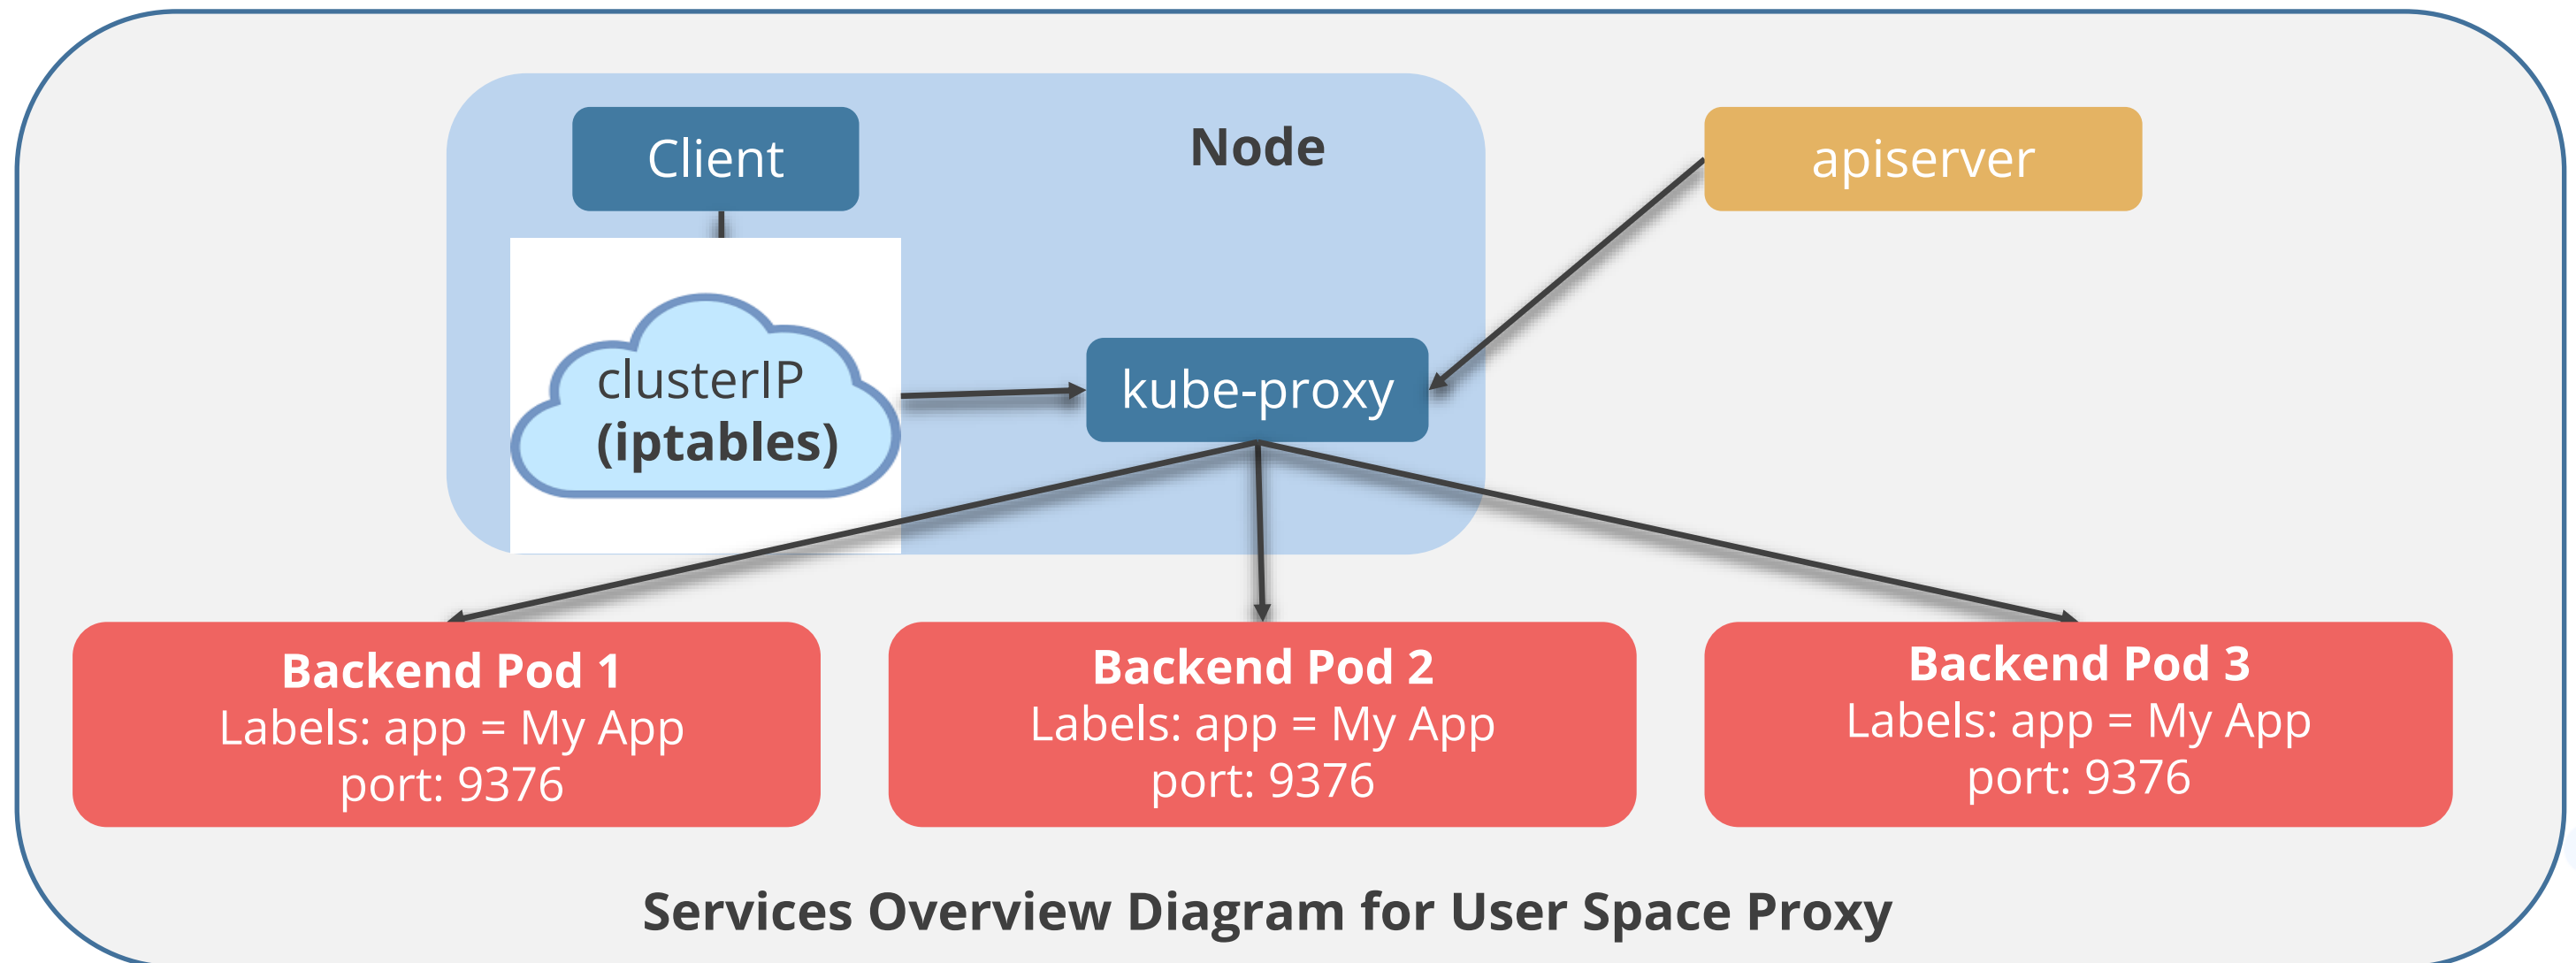 Client
Node
apiserver
clusterIP
(iptables)
kube-proxy
Backend Pod 1
Labels: app = My App
port: 9376
Backend Pod 2
Labels: app = My App
port: 9376
Backend Pod 3
Labels: app = My App
port: 9376
Services Overview Diagram for User Space Proxy